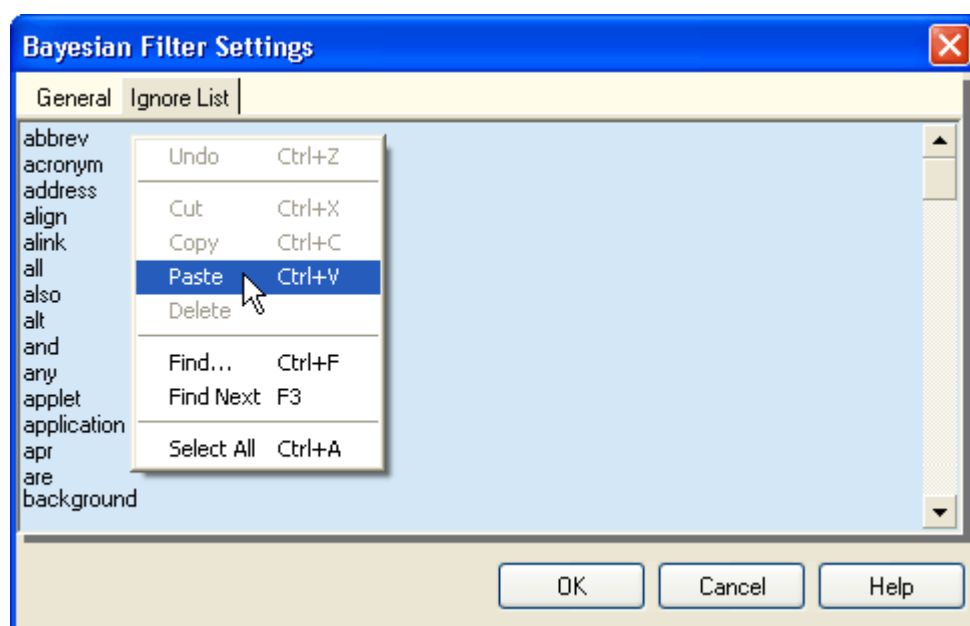 Bayesian Filter Settings
General Ignore List
abbrev
acronym
address
align
alink
all
also
alt
and
any
applet
application
apr
are
background
Undo Ctrl+Z
Cut Ctrl+X
Copy Ctrl+C
Paste Ctrl+V
Delete
Find... Ctrl+F
Find Next F3
Select All Ctrl+A
OK Cancel Help